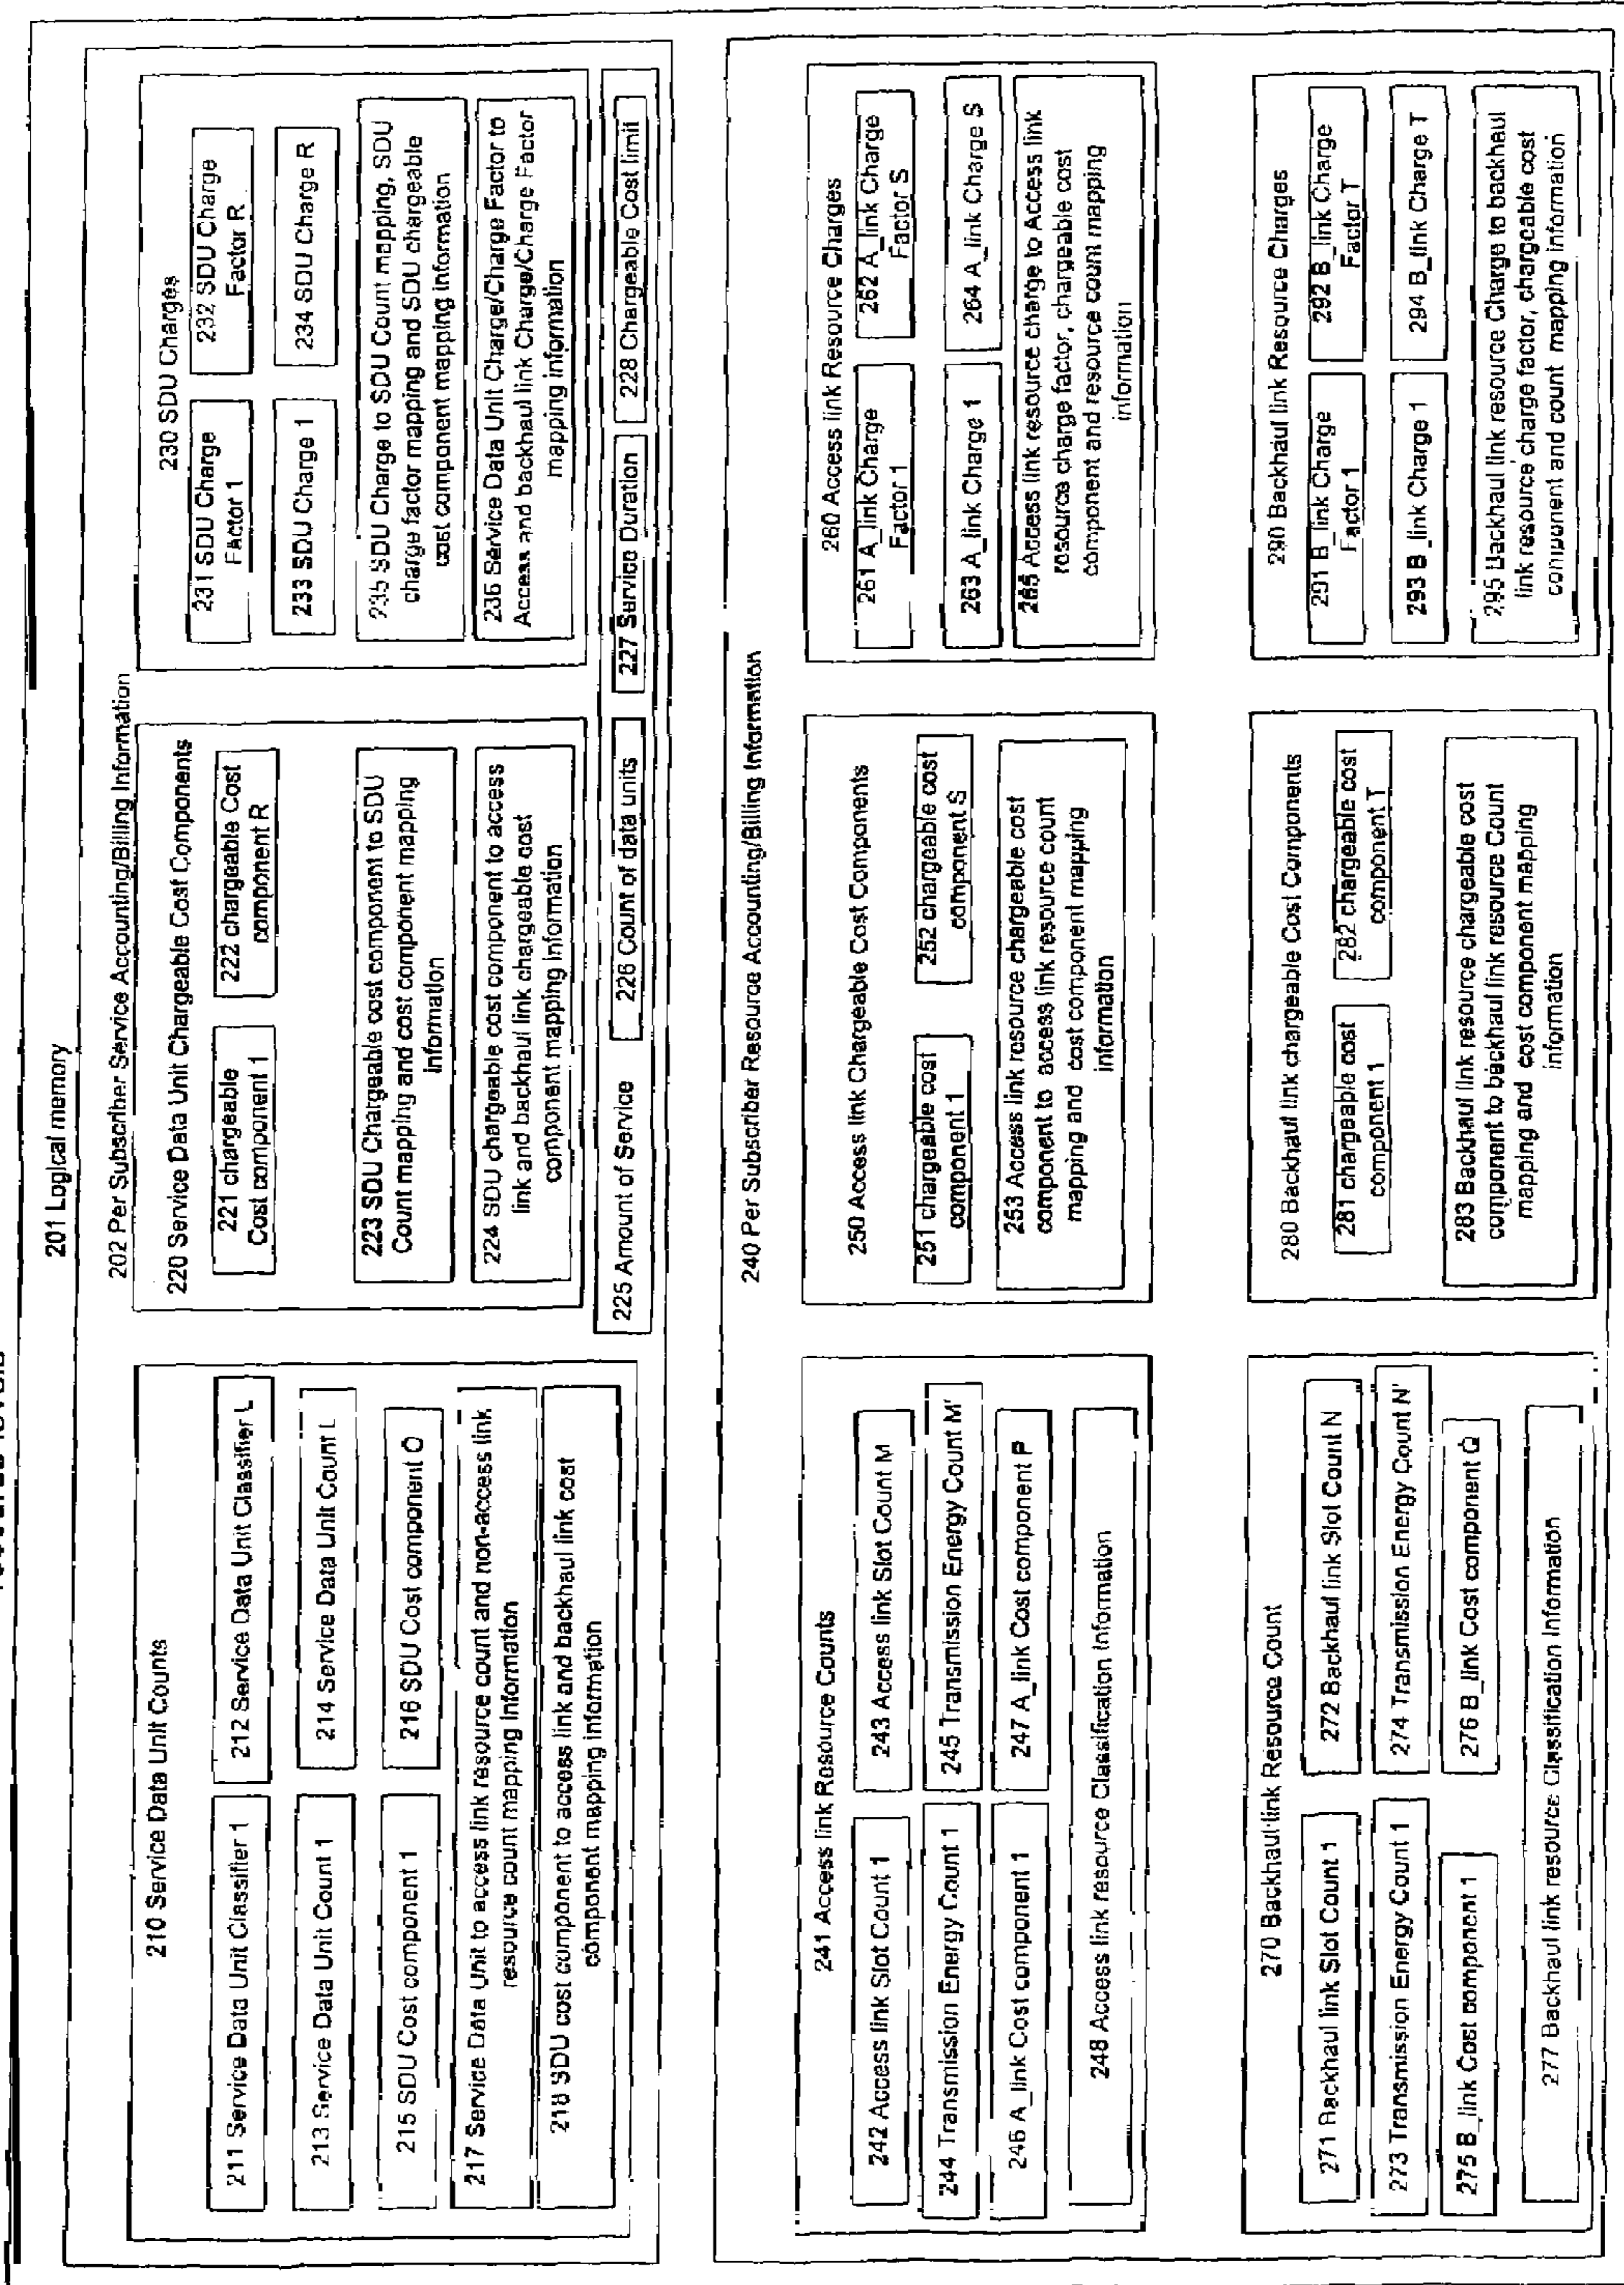 201 Logical memory
202 Per Subscriber Service Accounting/Billing Information
210 Service Data Unit Counts
211 Service Data Unit Classifier 1
212 Service Data Unit Classifier L
213 Service Data Unit Count 1
214 Service Data Unit Count L
215 SDU Cost component 1
216 SDU Cost component O
217 Service Data Unit to access link resource count and non-access link
resource count mapping Information
218 SDU cost component to access link and backhaul link cost
component mapping information
220 Service Data Unit Chargeable Cost Components
221 chargeable
Cost component 1
222 chargeable Cost
component R
223 SDU Chargeable cost component to SDU
Count mapping and cost component mapping
information
224 SDU chargeable cost component to access
link and backhaul link chargeable cost
component mapping information
225 Amount of Service
226 Count of data units
227 Service Duration
228 Chargeable Cost limit
230 SDU Charges
231 SDU Charge
Factor 1
232 SDU Charge
Factor R
233 SDU Charge 1
234 SDU Charge R
235 SDU Charge to SDU Count mapping, SDU
charge factor mapping and SDU chargeable
cost component mapping information
236 Service Data Unit Charge/Charge Factor to
Access and backhaul link Charge/Charge Factor
mapping information
240 Per Subscriber Resource Accounting/Billing Information
241 Access link Resource Counts
242 Access link Slot Count 1
243 Access link Slot Count M
244 Transmission Energy Count 1
245 Transmission Energy Count M'
246 A_link Cost component 1
247 A_link Cost component P
248 Access link resource Classification Information
250 Access link Chargeable Cost Components
251 chargeable cost
component 1
252 chargeable cost
component S
253 Access link resource chargeable cost
component to access link resource count
mapping and cost component mapping
information
260 Access link Resource Charges
261 A_link Charge
Factor 1
262 A_link Charge
Factor S
263 A_link Charge 1
264 A_link Charge S
265 Access link resource charge to Access link
resource charge factor, chargeable cost
component and resource count mapping
information
270 Backhaul link Resource Count
271 Backhaul link Slot Count 1
272 Backhaul link Slot Count N
273 Transmission Energy Count 1
274 Transmission Energy Count N'
275 B_link Cost component 1
276 B_link Cost component Q
277 Backhaul link resource Classification Information
280 Backhaul link chargeable Cost Components
281 chargeable cost
component 1
282 chargeable cost
component T
283 Backhaul link resource chargeable cost
component to backhaul link resource Count
mapping and cost component mapping
information
290 Backhaul link Resource Charges
291 B_link Charge
Factor 1
292 B_link Charge
Factor T
293 B_link Charge 1
294 B_link Charge T
295 Backhaul link resource Charge to backhaul
link resource charge factor, chargeable cost
component and count mapping information